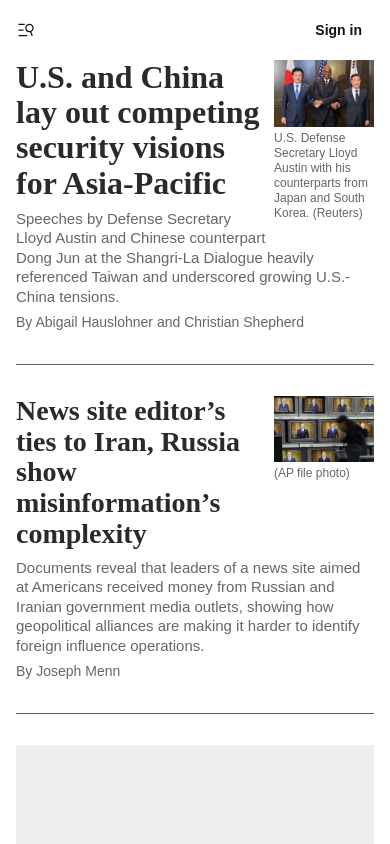 Sign in
U.S. and China
lay out competing
security visions
for Asia-Pacific
U.S. Defense
Secretary Lloyd
Austin with his
counterparts from
Japan and South
Korea. (Reuters)
Speeches by Defense Secretary
Lloyd Austin and Chinese counterpart
Dong Jun at the Shangri-La Dialogue heavily
referenced Taiwan and underscored growing U.S.-
China tensions.
By Abigail Hauslohner and Christian Shepherd
News site editor’s
ties to Iran, Russia
show
misinformation’s
complexity
(AP file photo)
Documents reveal that leaders of a news site aimed
at Americans received money from Russian and
Iranian government media outlets, showing how
geopolitical alliances are making it harder to identify
foreign influence operations.
By Joseph Menn